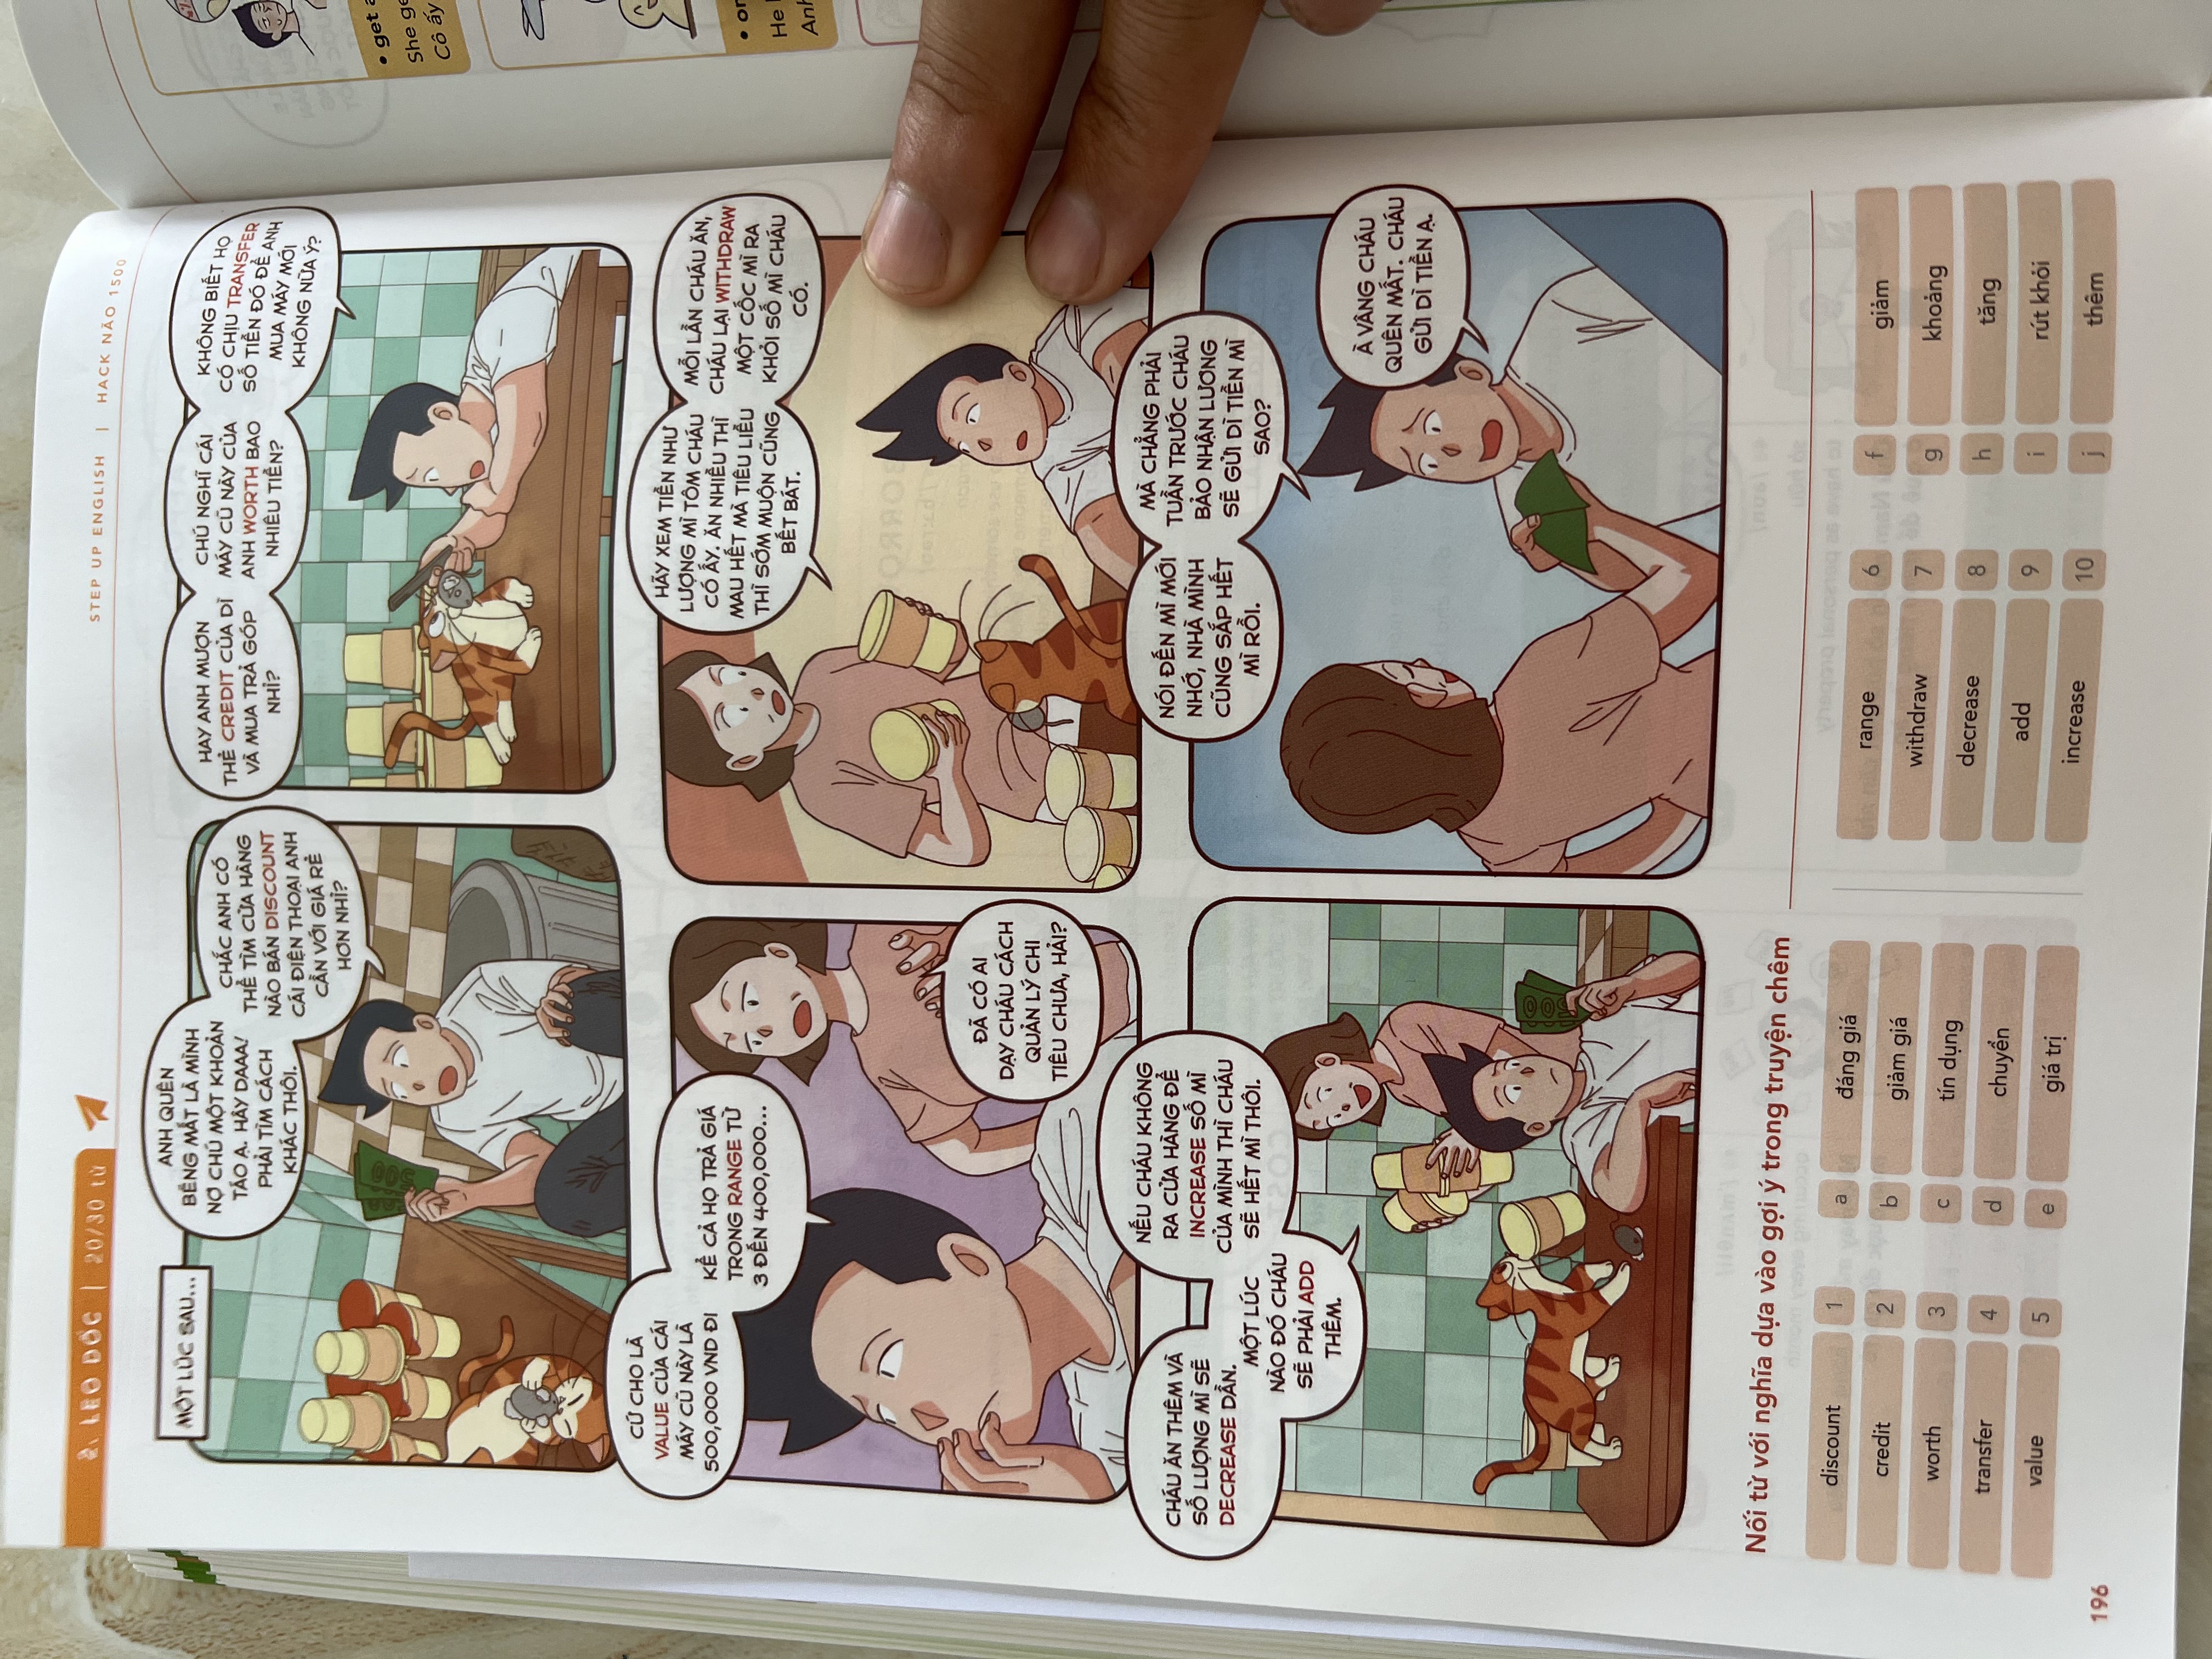 2. LEO DỐC | 20/30 từ
STEP UP ENGLISH | HACK NÃO 1500
MỘT LÚC SAU...
ANH QUÊN
BÉNG MẤT LÀ MÌNH
NỢ CHÚ MỘT KHOẢN
TÁO Ạ. HÂY DAAA!
PHẢI TÌM CÁCH
KHÁC THÔI.
CHẮC ANH CÓ
THỂ TÌM CỬA HÀNG
NÀO BÁN DISCOUNT
CÁI ĐIỆN THOẠI ANH
CẦN VỚI GIÁ RẺ
HƠN NHỈ?
HAY ANH MƯỢN
THẺ CREDIT CỦA DÌ
VÀ MUA TRẢ GÓP
NHỈ?
CHÚ NGHĨ CÁI
MÁY CŨ NÀY CỦA
ANH WORTH BAO
NHIÊU TIỀN?
KHÔNG BIẾT HỌ
CÓ CHỊU TRANSFER
SỐ TIỀN ĐÓ ĐỂ ANH
MUA MÁY MỚI
KHÔNG NỮA Ý?
500
CỨ CHO LÀ
VALUE CỦA CÁI
MÁY CŨ NÀY LÀ
500,000 VND ĐI
KỂ CẢ HỌ TRẢ GIÁ
TRONG RANGE TỪ
3 ĐẾN 400,000...
ĐÃ CÓ AI
DẠY CHÁU CÁCH
QUẢN LÝ CHI
TIÊU CHƯA, HẢI?
HÃY XEM TIỀN NHƯ
LƯỢNG MÌ TÔM CHÁU
CÓ ẤY. ĂN NHIỀU THÌ
MAU HẾT MÀ TIÊU LIỀU
THÌ SỚM MUỘN CŨNG
BẾT BÁT.
MỖI LẦN CHÁU ĂN,
CHÁU LẠI WITHDRAW
MỘT CỐC MÌ RA
KHỎI SỐ MÌ CHÁU
CÓ.
CHÁU ĂN THÊM VÀ
SỐ LƯỢNG MÌ SẼ
DECREASE DẦN.
MỘT LÚC
NÀO ĐÓ CHÁU
SẼ PHẢI ADD
THÊM.
NẾU CHÁU KHÔNG
RA CỬA HÀNG ĐỂ
INCREASE SỐ MÌ
CỦA MÌNH THÌ CHÁU
SẼ HẾT MÌ THÔI.
500
NÓI ĐẾN MÌ MỚI
NHỚ, NHÀ MÌNH
CŨNG SẮP HẾT
MÌ RỒI.
MÀ CHẲNG PHẢI
TUẦN TRƯỚC CHÁU
BẢO NHẬN LƯƠNG
SẼ GỬI DÌ TIỀN MÌ
SAO?
À VÂNG CHÁU
QUÊN MẤT. CHÁU
GỬI DÌ TIỀN Ạ.
Nối từ với nghĩa dựa vào gợi ý trong truyện chêm
discount 1 a đáng giá
credit 2 b giảm giá
worth 3 c tín dụng
transfer 4 d chuyển
value 5 e giá trị
range 6 f giảm
withdraw 7 g khoảng
decrease 8 h tăng
add 9 i rút khỏi
increase 10 j thêm
196
• get a
She ge
Cô ấy
• on
He
Anh